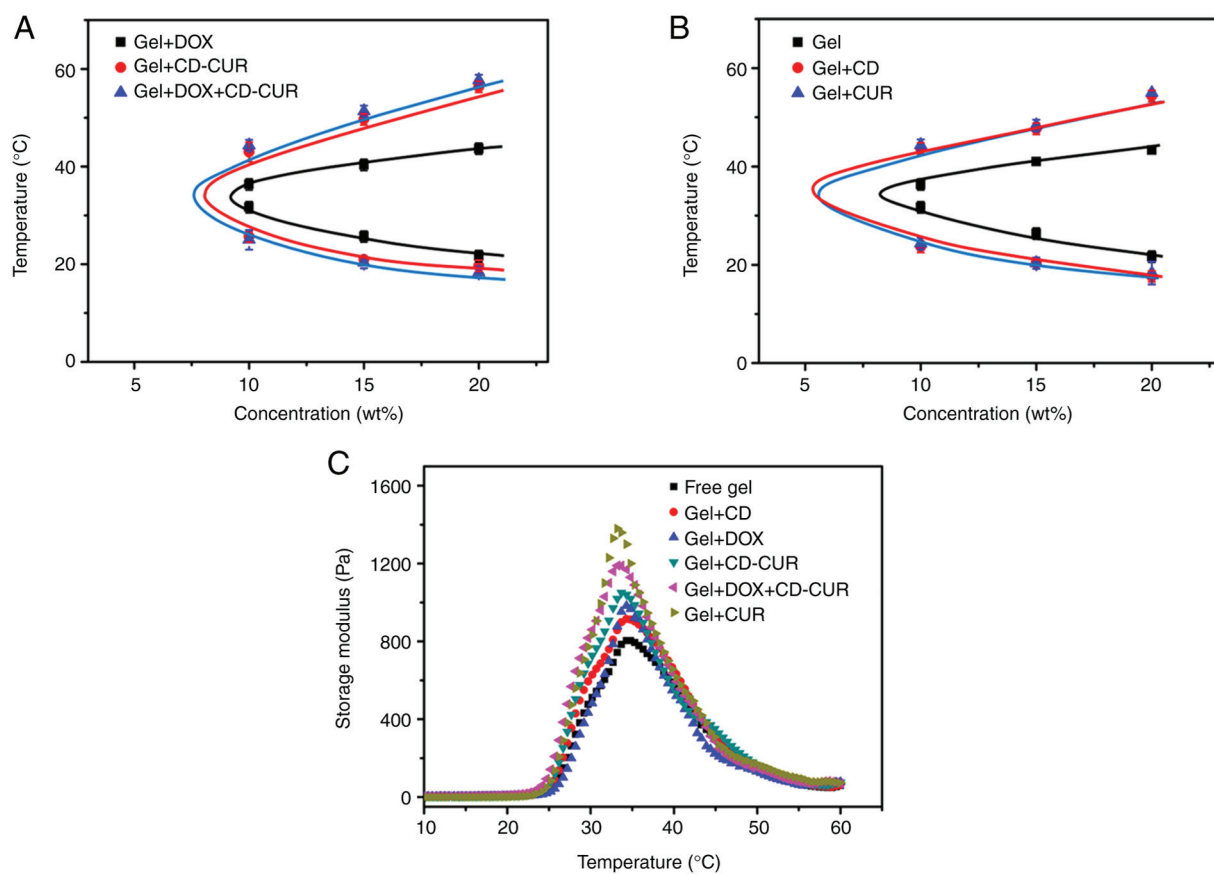 A
Gel+DOX
Gel+CD-CUR
Gel+DOX+CD-CUR
60
40
20
0
Temperature (°C)
5 10 15 20
Concentration (wt%)
B
Gel
Gel+CD
Gel+CUR
60
40
20
0
Temperature (°C)
5 10 15 20
Concentration (wt%)
C
Free gel
Gel+CD
Gel+DOX
Gel+CD-CUR
Gel+DOX+CD-CUR
Gel+CUR
1600
1200
800
400
0
Storage modulus (Pa)
10 20 30 40 50 60
Temperature (°C)